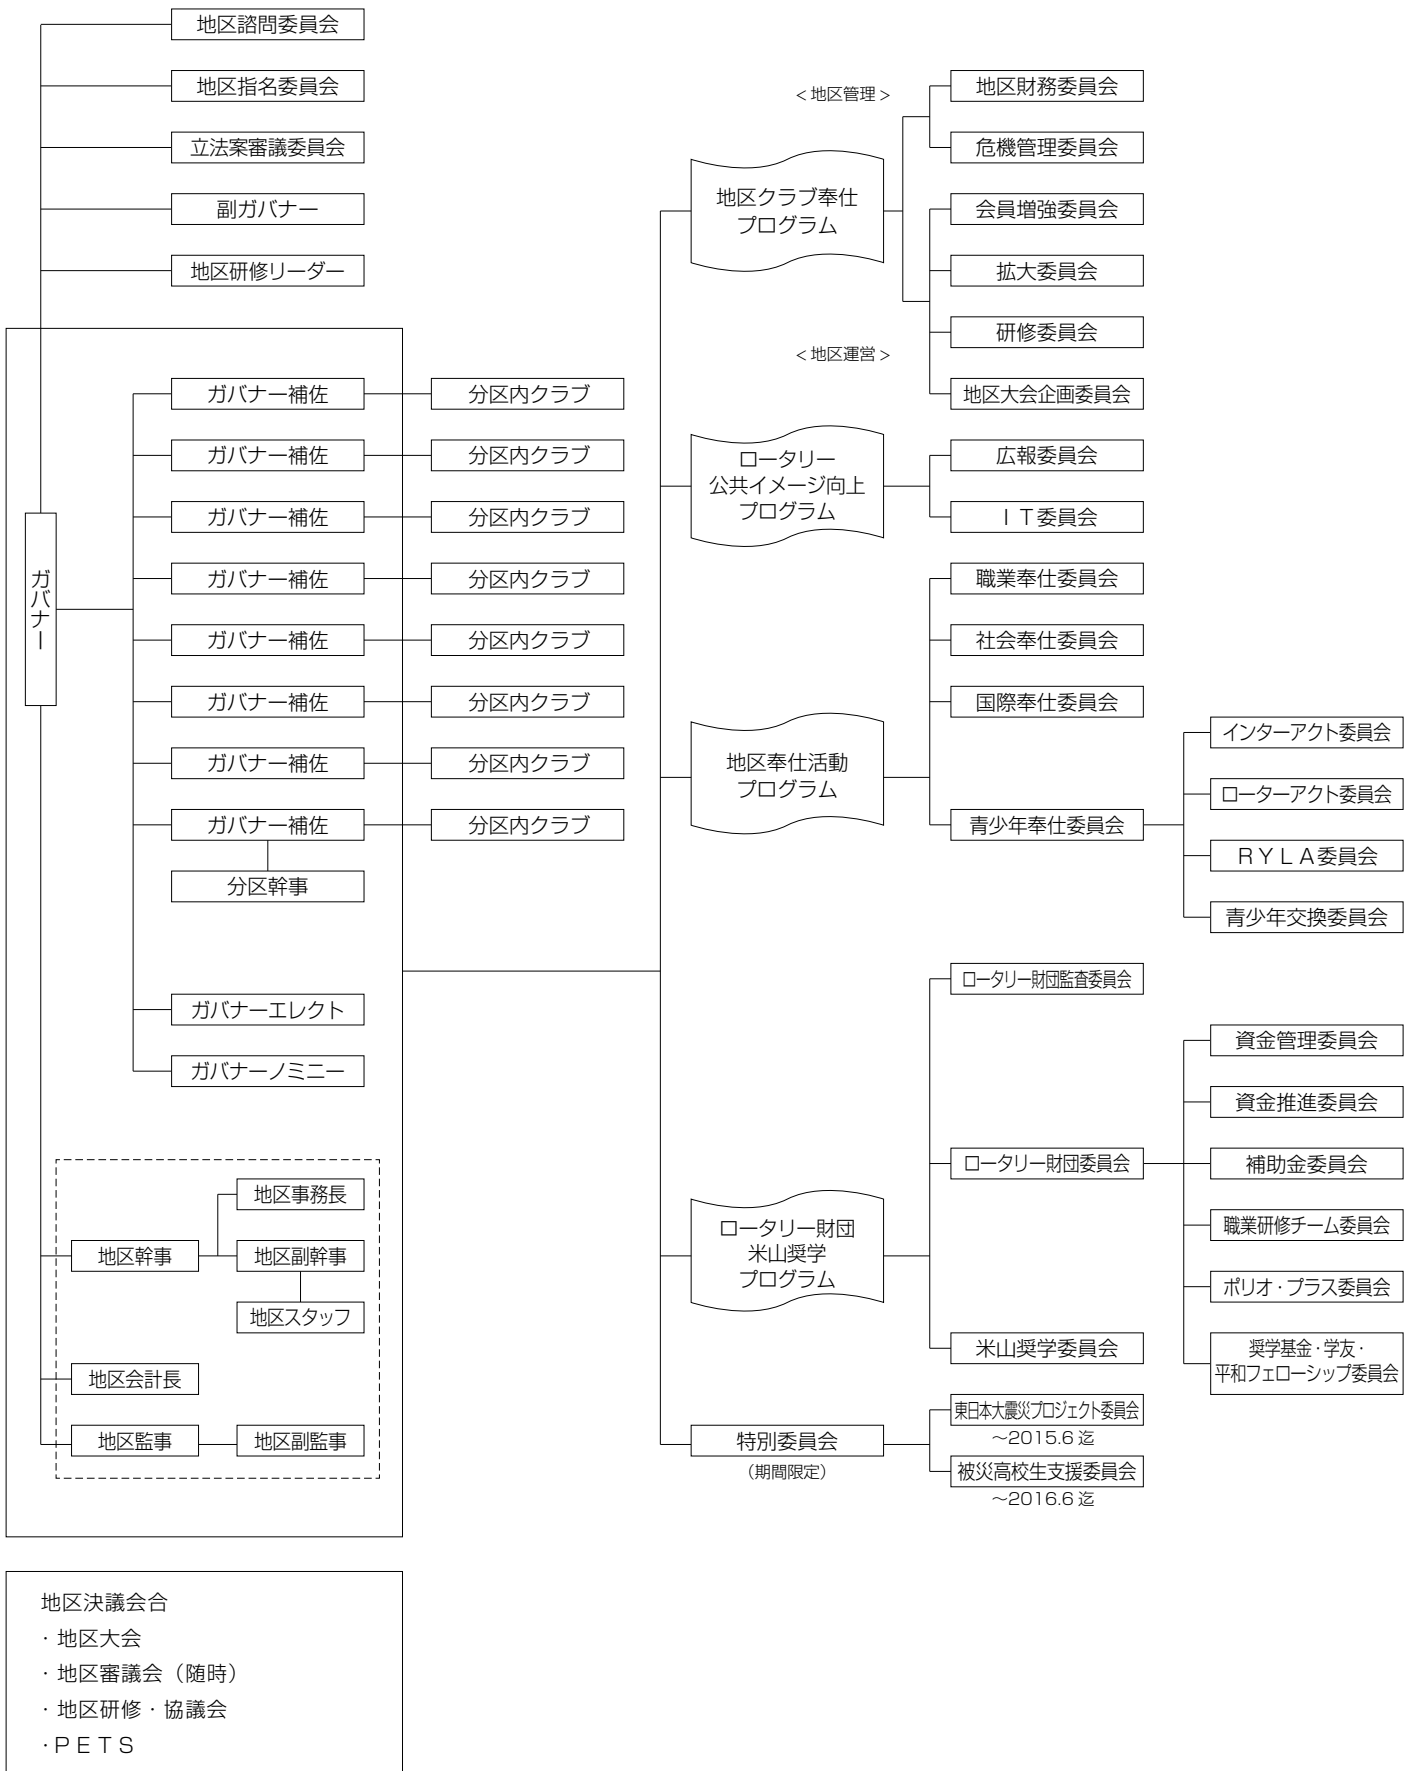 地区諮問委員会
地区指名委員会
立法案審議委員会
副ガバナー
地区研修リーダー
ガバナー
ガバナー補佐
分区内クラブ
ガバナー補佐
分区内クラブ
ガバナー補佐
分区内クラブ
ガバナー補佐
分区内クラブ
ガバナー補佐
分区内クラブ
ガバナー補佐
分区内クラブ
ガバナー補佐
分区内クラブ
ガバナー補佐
分区内クラブ
分区幹事
ガバナーエレクト
ガバナーノミニー
地区事務長
地区幹事
地区副幹事
地区スタッフ
地区会計長
地区監事
地区副監事
<地区管理>
地区クラブ奉仕
プログラム
<地区運営>
地区財務委員会
危機管理委員会
会員増強委員会
拡大委員会
研修委員会
地区大会企画委員会
ロータリー
公共イメージ向上
プログラム
広報委員会
ＩＴ委員会
地区奉仕活動
プログラム
職業奉仕委員会
社会奉仕委員会
国際奉仕委員会
青少年奉仕委員会
インターアクト委員会
ローターアクト委員会
ＲＹＬＡ委員会
青少年交換委員会
ロータリー財団
米山奨学
プログラム
ロータリー財団監査委員会
ロータリー財団委員会
資金管理委員会
資金推進委員会
補助金委員会
職業研修チーム委員会
ポリオ・プラス委員会
奨学基金・学友・
平和フェローシップ委員会
米山奨学委員会
特別委員会
（期間限定）
東日本大震災プロジェクト委員会
～2015.6 迄
被災高校生支援委員会
～2016.6 迄
地区決議会合
・地区大会
・地区審議会（随時）
・地区研修・協議会
・ＰＥＴＳ